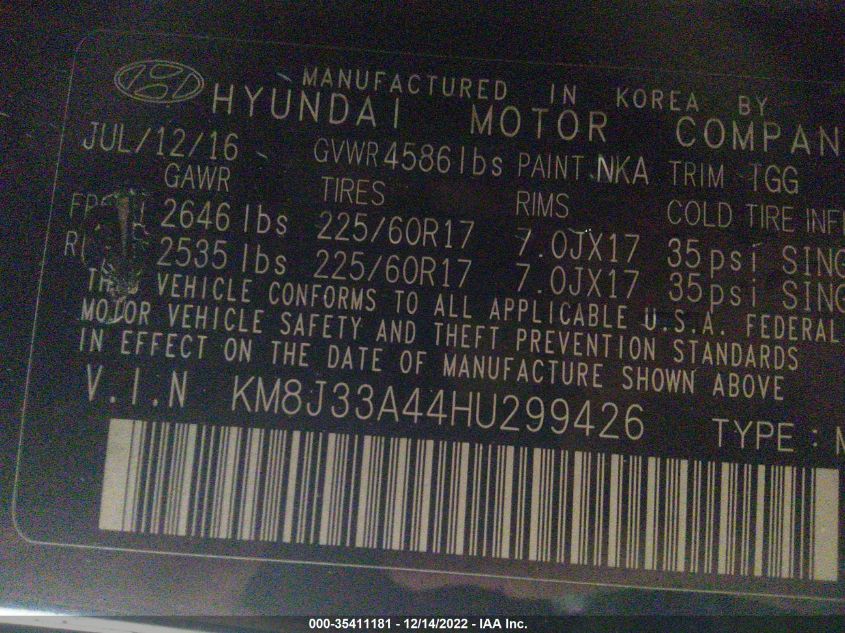 MANUFACTURED IN KOREA BY
HYUNDAI MOTOR COMPAN
JUL/12/16 GVWR 4586lbs PAINT NKA TRIM TGG
GAWR TIRES RIMS COLD TIRE INF
2646 lbs 225/60R17 7.0JX17 35psi SING
2535 lbs 225/60R17 7.0JX17 35psi SING
VEHICLE CONFORMS TO ALL APPLICABLE U.S.A. FEDERAL
MOTOR VEHICLE SAFETY AND THEFT PREVENTION STANDARDS
IN EFFECT ON THE DATE OF MANUFACTURE SHOWN ABOVE
V.I.N KM8J33A44HU299426 TYPE :
000-35411181 - 12/14/2022 - IAA Inc.